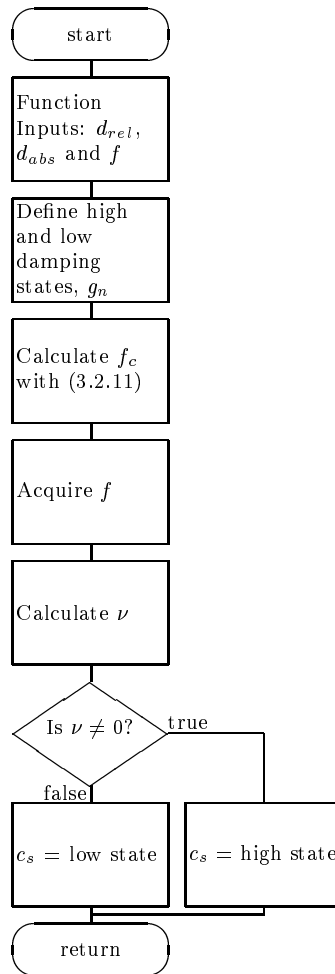 start
Function
Inputs: d_rel,
d_abs and f
Define high
and low
damping
states, g_n
Calculate f_c
with (3.2.11)
Acquire f
Calculate ν
Is ν ≠ 0?
true
false
c_s = low state
c_s = high state
return